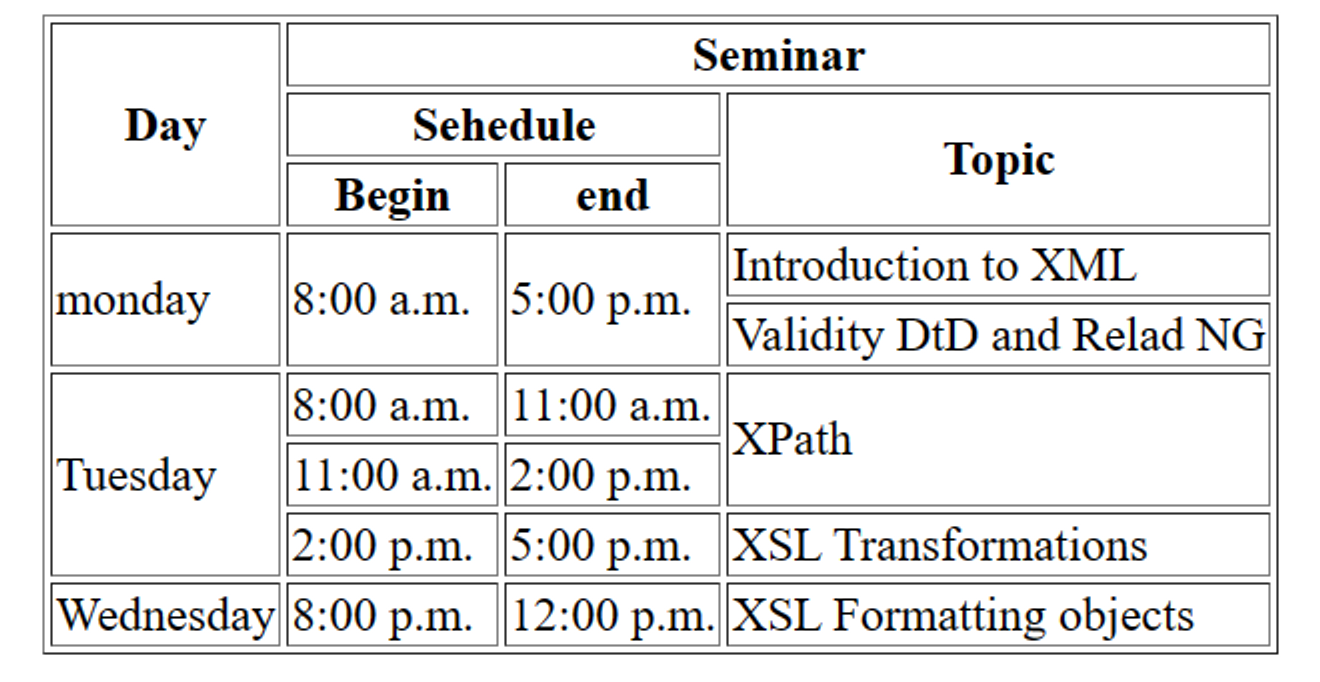 Day
Seminar
Sehedule
Topic
Begin
end
monday
8:00 a.m.
5:00 p.m.
Introduction to XML
Validity DtD and Relad NG
Tuesday
8:00 a.m.
11:00 a.m.
XPath
11:00 a.m.
2:00 p.m.
2:00 p.m.
5:00 p.m.
XSL Transformations
Wednesday
8:00 p.m.
12:00 p.m.
XSL Formatting objects